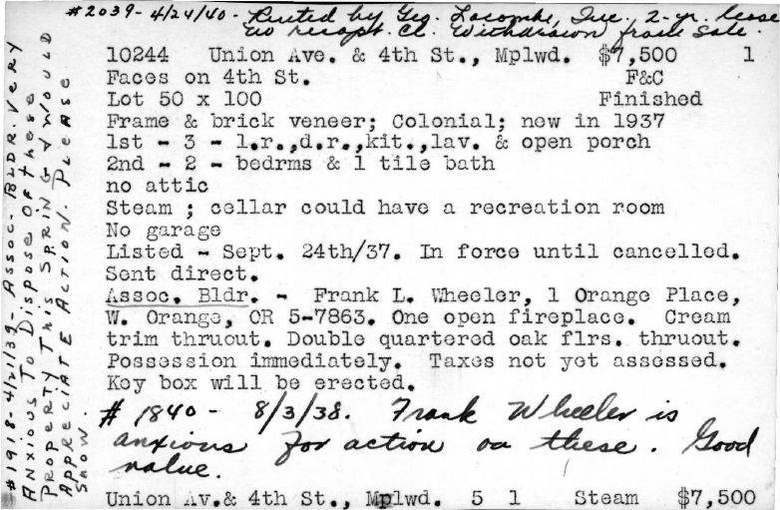 #2039-4/24/40- Rented by Geo. Lacombe, Inc. 2-yr. lease
w recapt. Cl. Withdrawn from Sale.
10244 Union Ave. & 4th St., Mplwd. $7,500 1
Faces on 4th St. F&C
Lot 50 x 100 Finished
Frame & brick veneer; Colonial; new in 1937
1st - 3 - l.r.,d.r.,kit.,lav. & open porch
2nd - 2 - bedrms & 1 tile bath
no attic
Steam ; cellar could have a recreation room
No garage
Listed - Sept. 24th/37. In force until cancelled.
Sent direct.
Assoc. Bldr. - Frank L. Wheeler, 1 Orange Place,
W. Orange, OR 5-7863. One open fireplace. Cream
trim thruout. Double quartered oak flrs. thruout.
Possession immediately. Taxes not yet assessed.
Key box will be erected.
# 1840 - 8/3/38. Frank Wheeler is
anxious for action on these. Good
value.
Union Av.& 4th St., Mplwd. 5 1 Steam $7,500
#1918-4/21/39-Assoc. BLDR. VERY
ANXIOUS TO DISPOSE OF these
PROPERTY THIS SPRING & WOULD
APPRECIATE ACTION. PLEASE
SHOW.